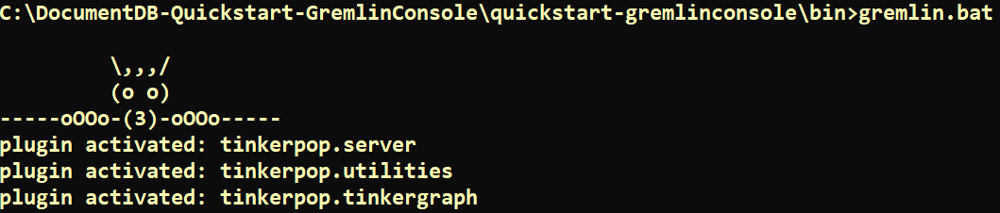 C:\DocumentDB-Quickstart-GremlinConsole\quickstart-gremlinconsole\bin>gremlin.bat
         \,,,/
         (o o)
-----oOOo-(3)-oOOo-----
plugin activated: tinkerpop.server
plugin activated: tinkerpop.utilities
plugin activated: tinkerpop.tinkergraph